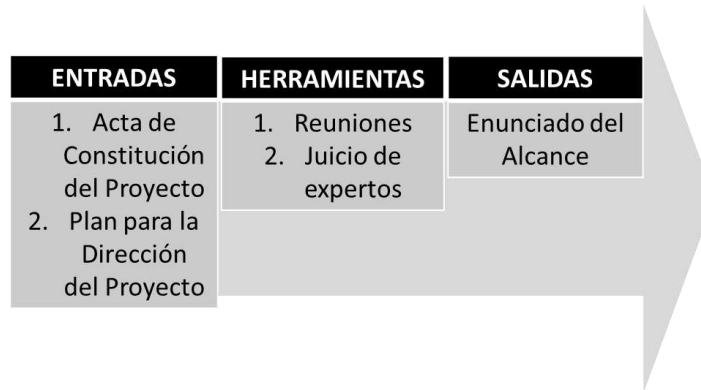 ENTRADAS
1. Acta de
Constitución
del Proyecto
2. Plan para la
Dirección
del Proyecto
HERRAMIENTAS
1. Reuniones
2. Juicio de
expertos
SALIDAS
Enunciado del
Alcance